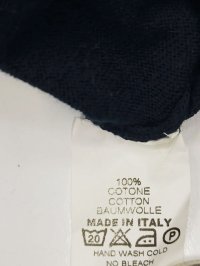 100%
COTONE
COTTON
BAUMWOLLE
MADE IN ITALY
20 P
HAND WASH COLD
NO BLEACH